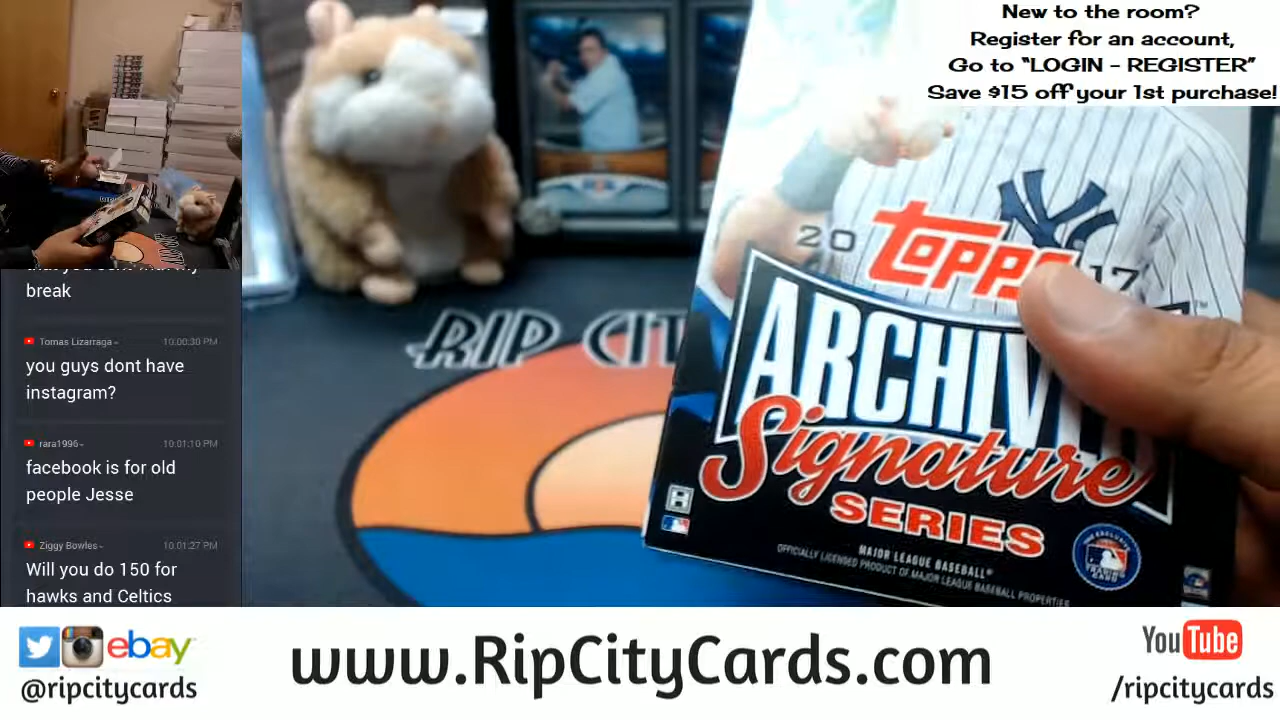 New to the room?
Register for an account,
Go to "LOGIN - REGISTER"
Save $15 off your 1st purchase!
break
Tomas Lizarraga
10:00:30 PM
you guys dont have
instagram?
rara1996
10:01:10 PM
facebook is for old
people Jesse
Ziggy Bowles
10:01:27 PM
Will you do 150 for
hawks and Celtics
RIP CIT
20 TOPPS 17
ARCHIV
Signature
SERIES
MAJOR LEAGUE BASEBALL®
OFFICIALLY LICENSED PRODUCT OF MAJOR LEAGUE BASEBALL PROPERTIES
H
NY
ebay
@ripcitycards
www.RipCityCards.com
YouTube
/ripcitycards